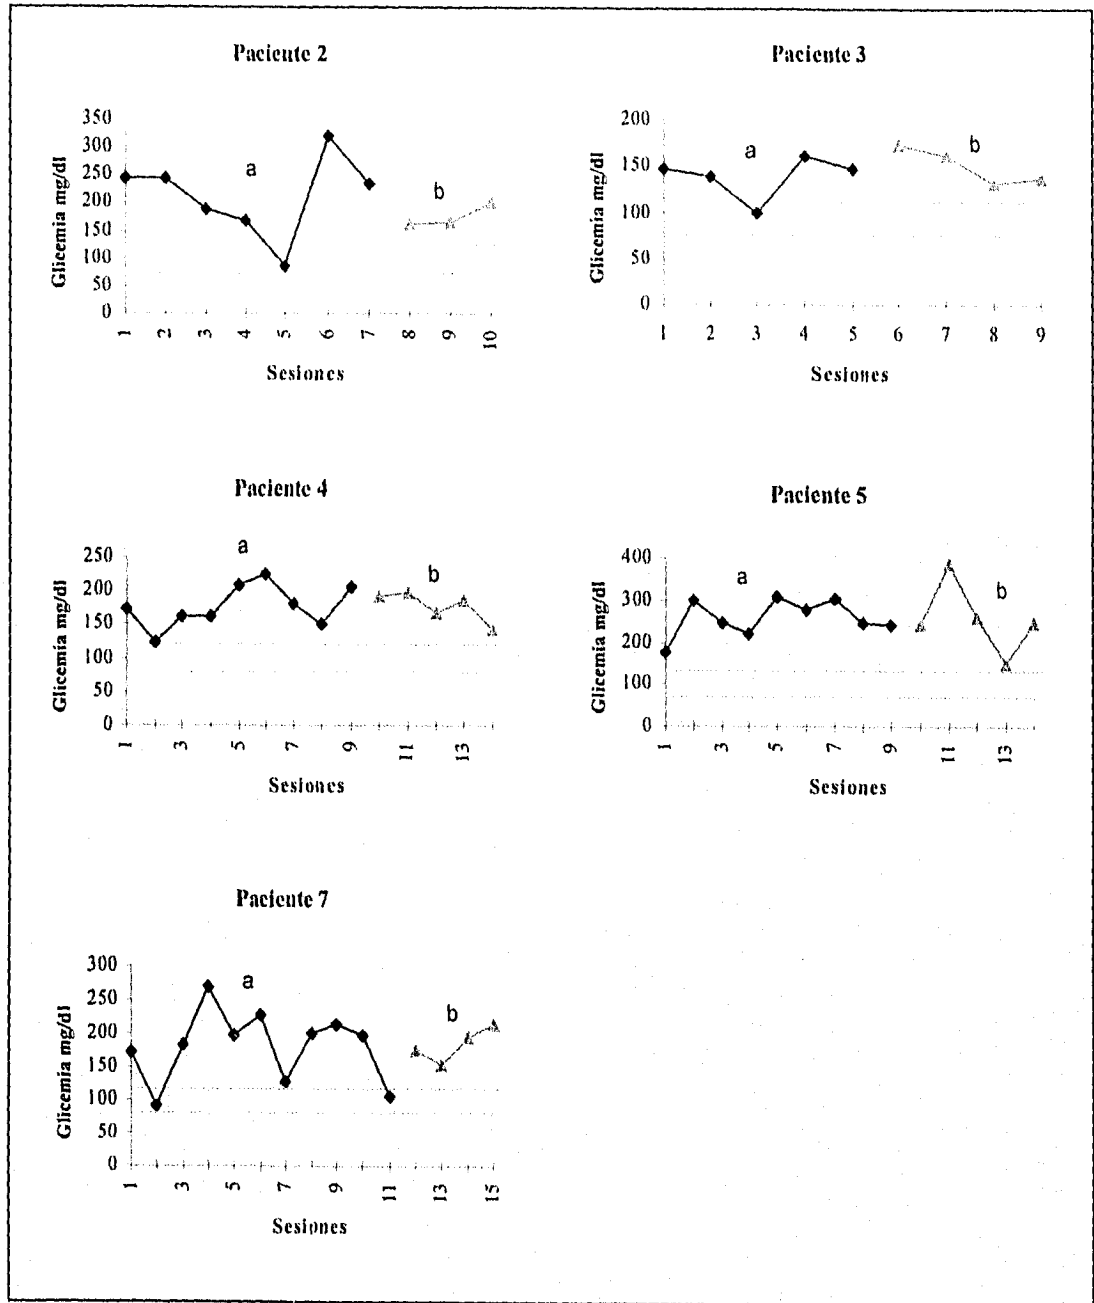 Paciente 2
Glicemia mg/dl
350
300
250
200
150
100
50
0
a
b
1 2 3 4 5 6 7 8 9 10
Sesiones
Paciente 3
Glicemia mg/dl
200
150
100
50
0
a
b
1 2 3 4 5 6 7 8 9
Sesiones
Paciente 4
Glicemia mg/dl
250
200
150
100
50
0
a
b
1 3 5 7 9 11 13
Sesiones
Paciente 5
Glicemia mg/dl
400
300
200
100
0
a
b
1 3 5 7 9 11 13
Sesiones
Paciente 7
Glicemia mg/dl
300
250
200
150
100
50
0
a
b
1 3 5 7 9 11 13 15
Sesiones